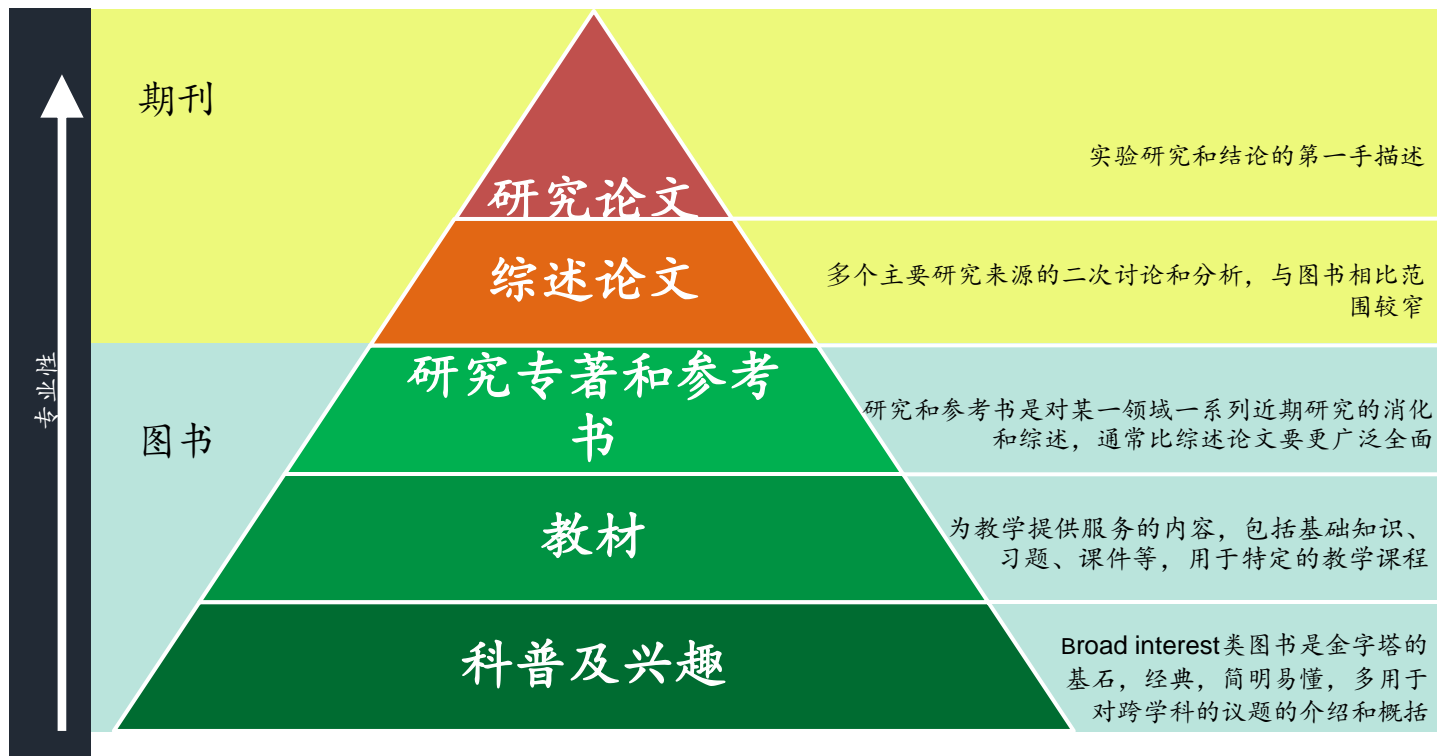 期刊
研究论文
实验研究和结论的第一手描述
综述论文
多个主要研究来源的二次讨论和分析，与图书相比范
围较窄
专业性
图书
研究专著和参考
书
研究和参考书是对某一领域一系列近期研究的消化
和综述，通常比综述论文要更广泛全面
教材
为教学提供服务的内容，包括基础知识、
习题、课件等，用于特定的教学课程
科普及兴趣
Broad interest类图书是金字塔的
基石，经典，简明易懂，多用于
对跨学科的议题的介绍和概括